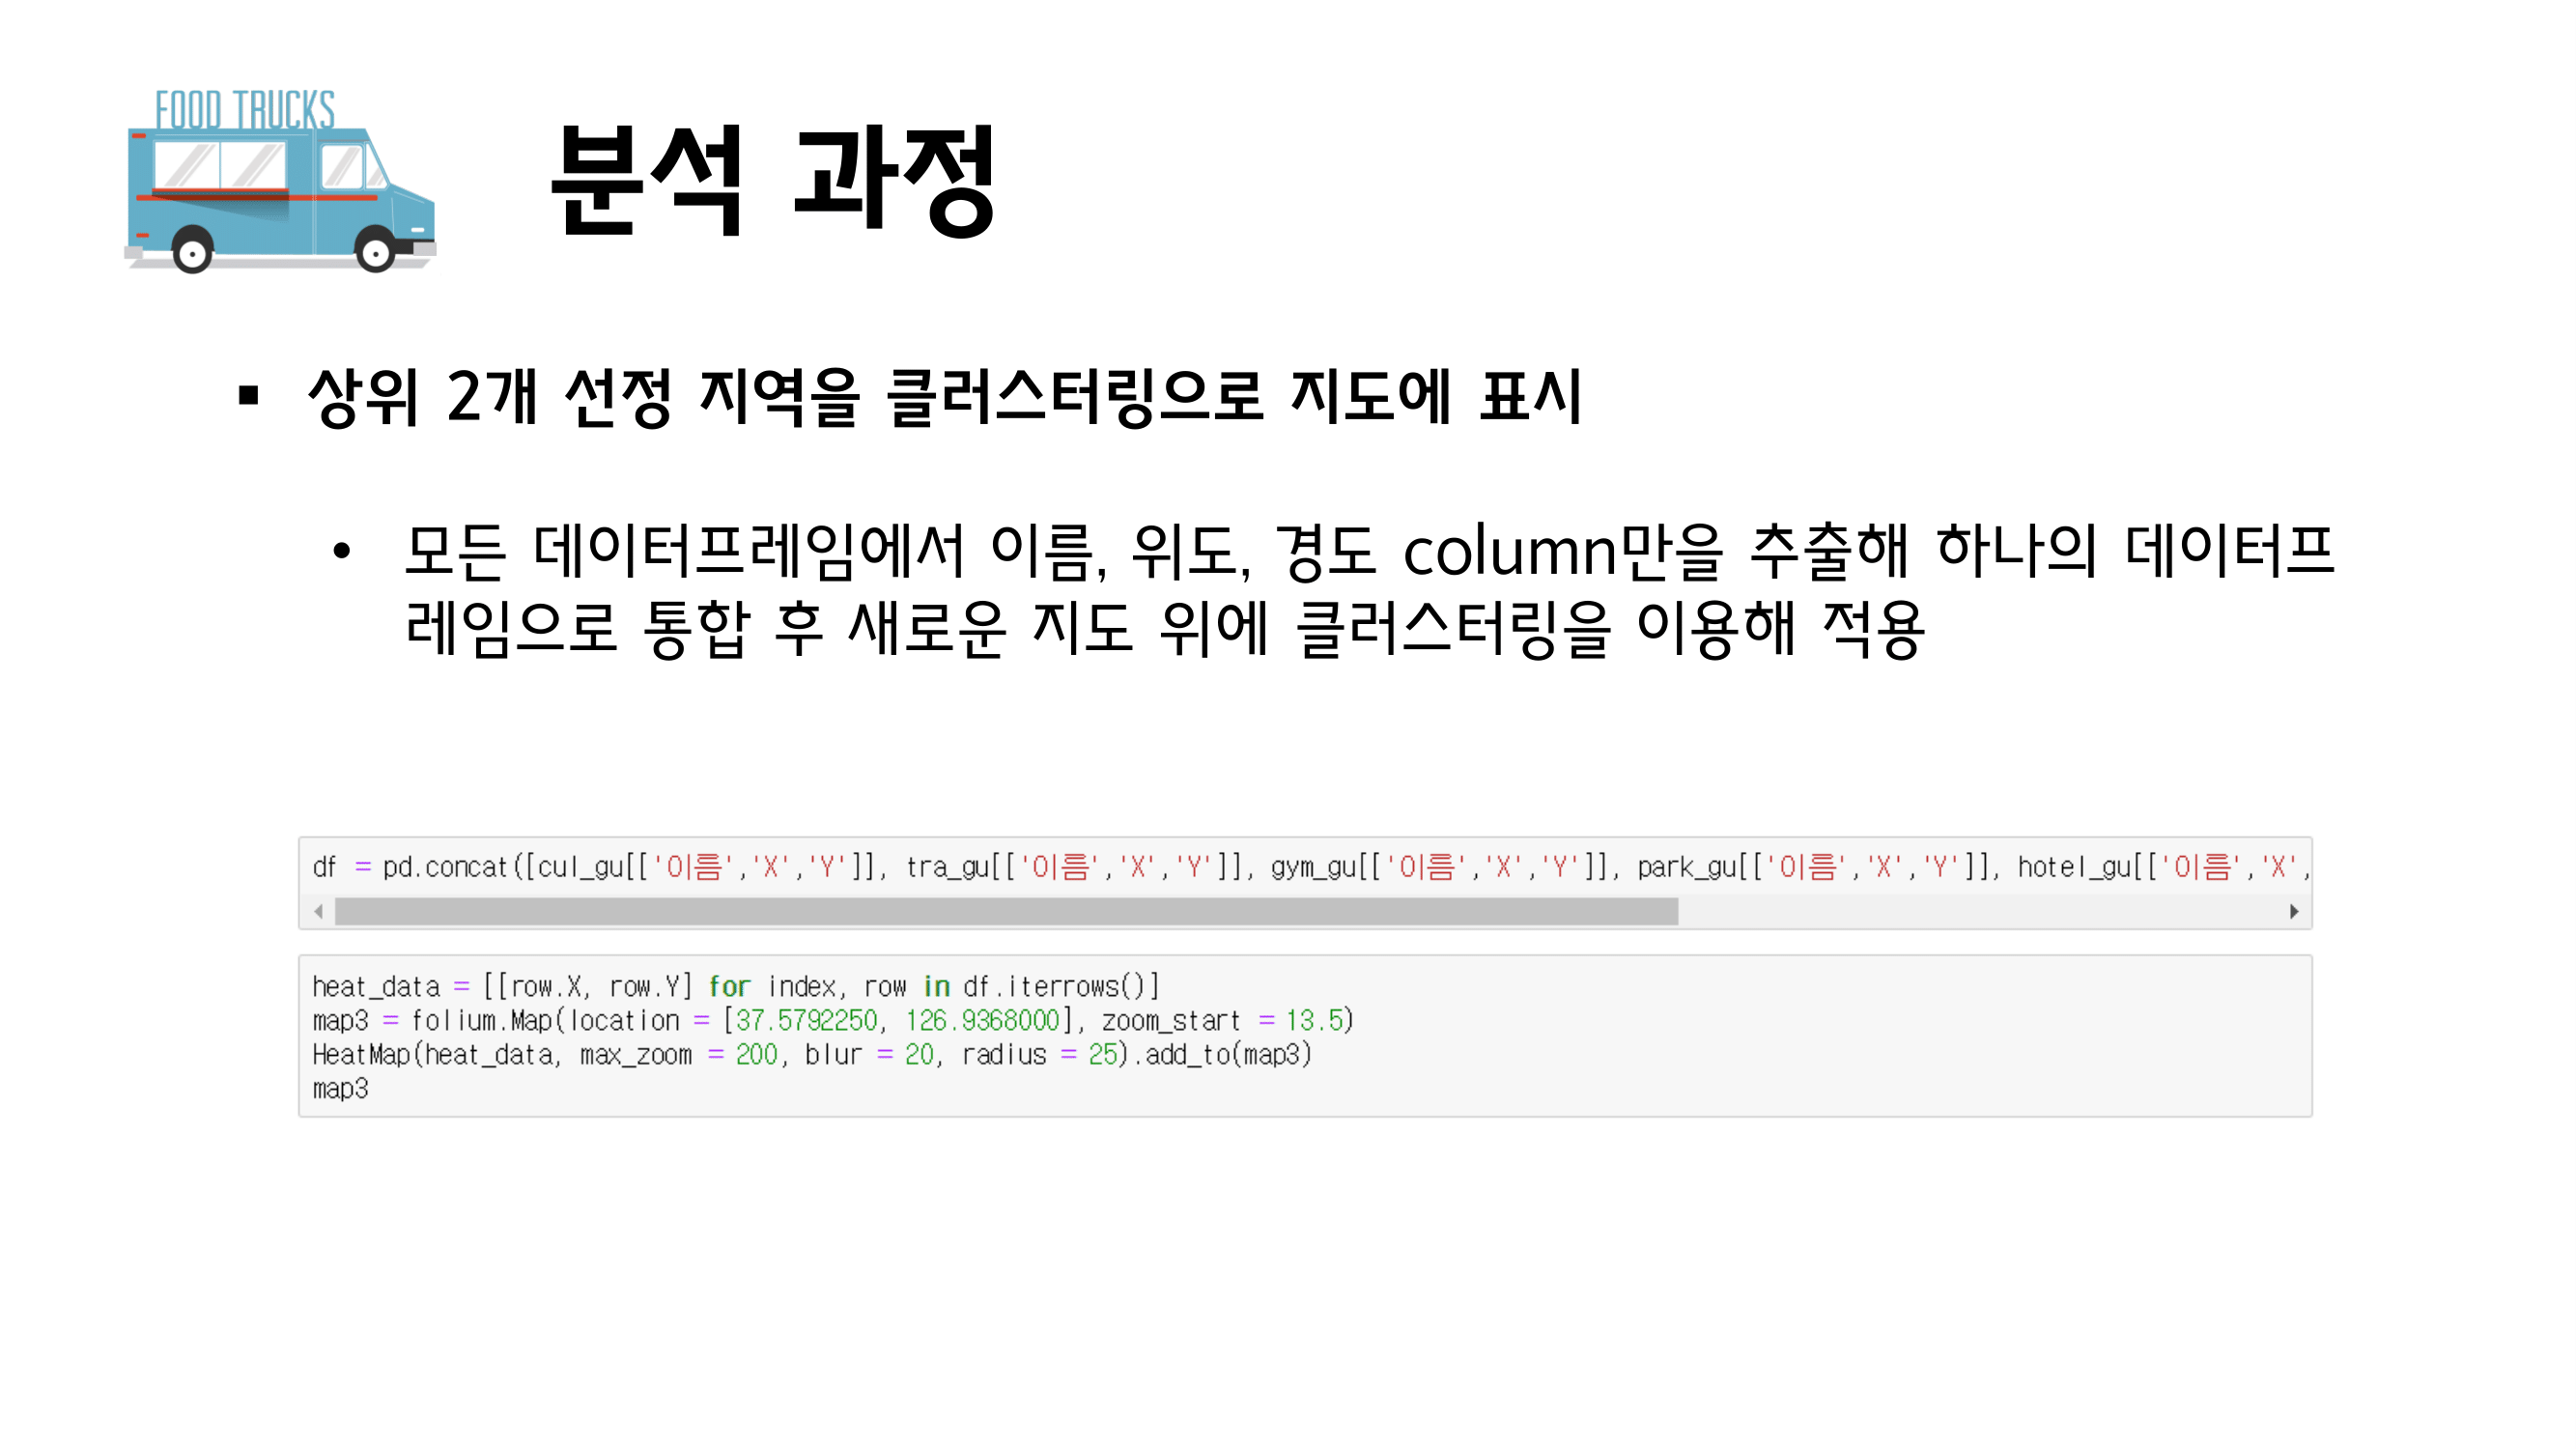 FOOD TRUCKS
분석 과정
▪ 상위 2개 선정 지역을 클러스터링으로 지도에 표시
• 모든 데이터프레임에서 이름, 위도, 경도 column만을 추출해 하나의 데이터프
레임으로 통합 후 새로운 지도 위에 클러스터링을 이용해 적용
df = pd.concat([cul_gu[['이름','X','Y']], tra_gu[['이름','X','Y']], gym_gu[['이름','X','Y']], park_gu[['이름','X','Y']], hotel_gu[['이름','X',
heat_data = [[row.X, row.Y] for index, row in df.iterrows()]
map3 = folium.Map(location = [37.5792250, 126.9368000], zoom_start = 13.5)
HeatMap(heat_data, max_zoom = 200, blur = 20, radius = 25).add_to(map3)
map3